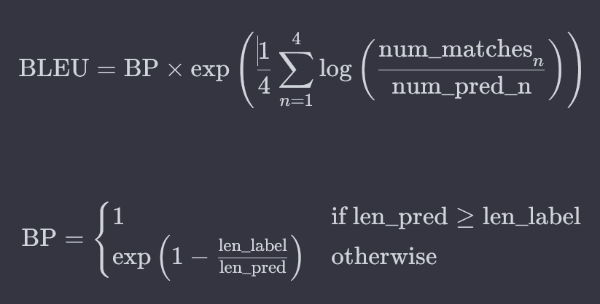 BLEU = BP × exp ( 1/4 ∑_{n=1}^{4} log ( num_matches_n / num_pred_n ) )
BP = { 1 if len_pred ≥ len_label
exp ( 1 − len_label / len_pred ) otherwise